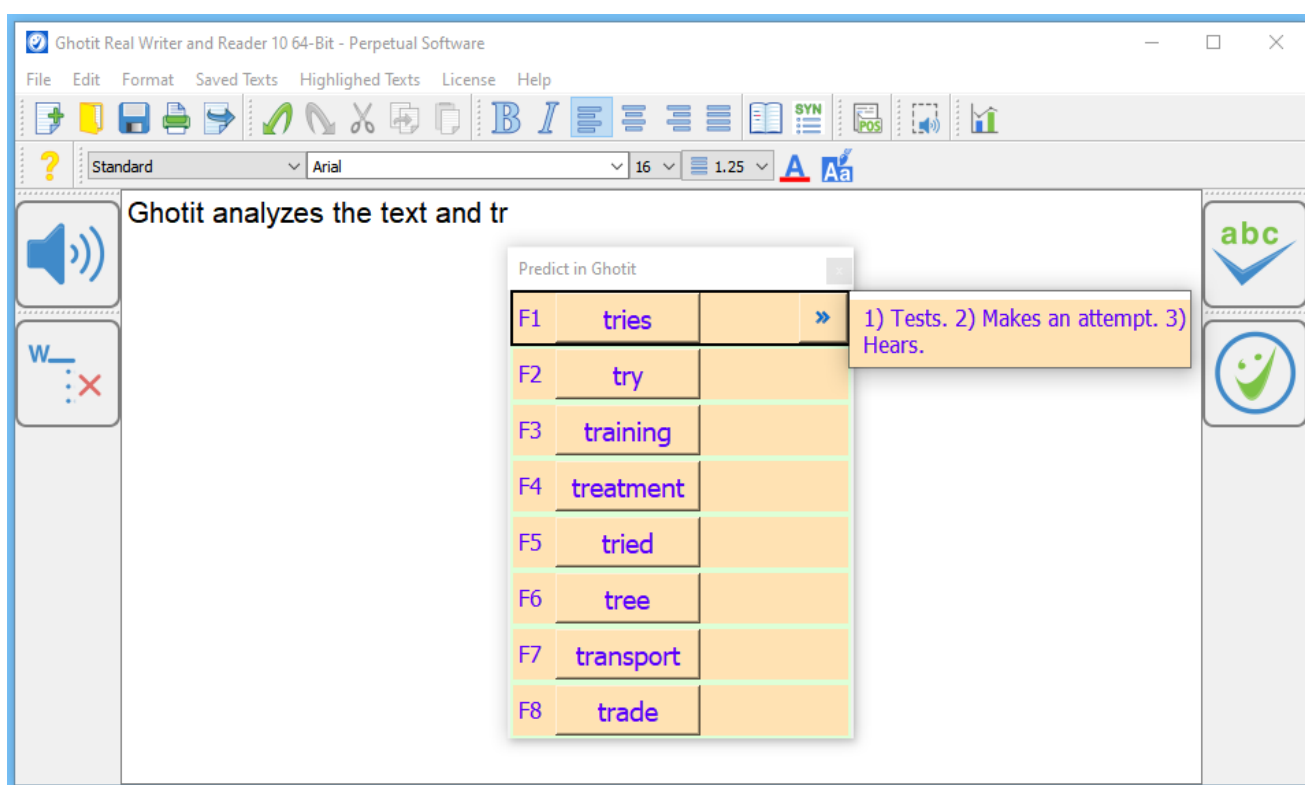 Ghotit Real Writer and Reader 10 64-Bit - Perpetual Software
File Edit Format Saved Texts Highlighed Texts License Help
B I SYN POS
? Standard Arial 16 1.25 A Aa
Ghotit analyzes the text and tr
abc
W
Predict in Ghotit
F1 tries » 1) Tests. 2) Makes an attempt. 3)
Hears.
F2 try
F3 training
F4 treatment
F5 tried
F6 tree
F7 transport
F8 trade